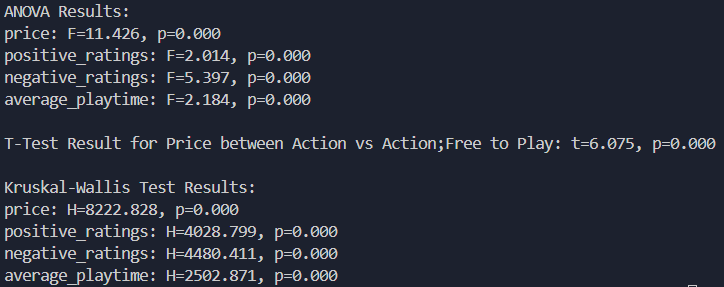 ANOVA Results:
price: F=11.426, p=0.000
positive_ratings: F=2.014, p=0.000
negative_ratings: F=5.397, p=0.000
average_playtime: F=2.184, p=0.000
T-Test Result for Price between Action vs Action;Free to Play: t=6.075, p=0.000
Kruskal-Wallis Test Results:
price: H=8222.828, p=0.000
positive_ratings: H=4028.799, p=0.000
negative_ratings: H=4480.411, p=0.000
average_playtime: H=2502.871, p=0.000